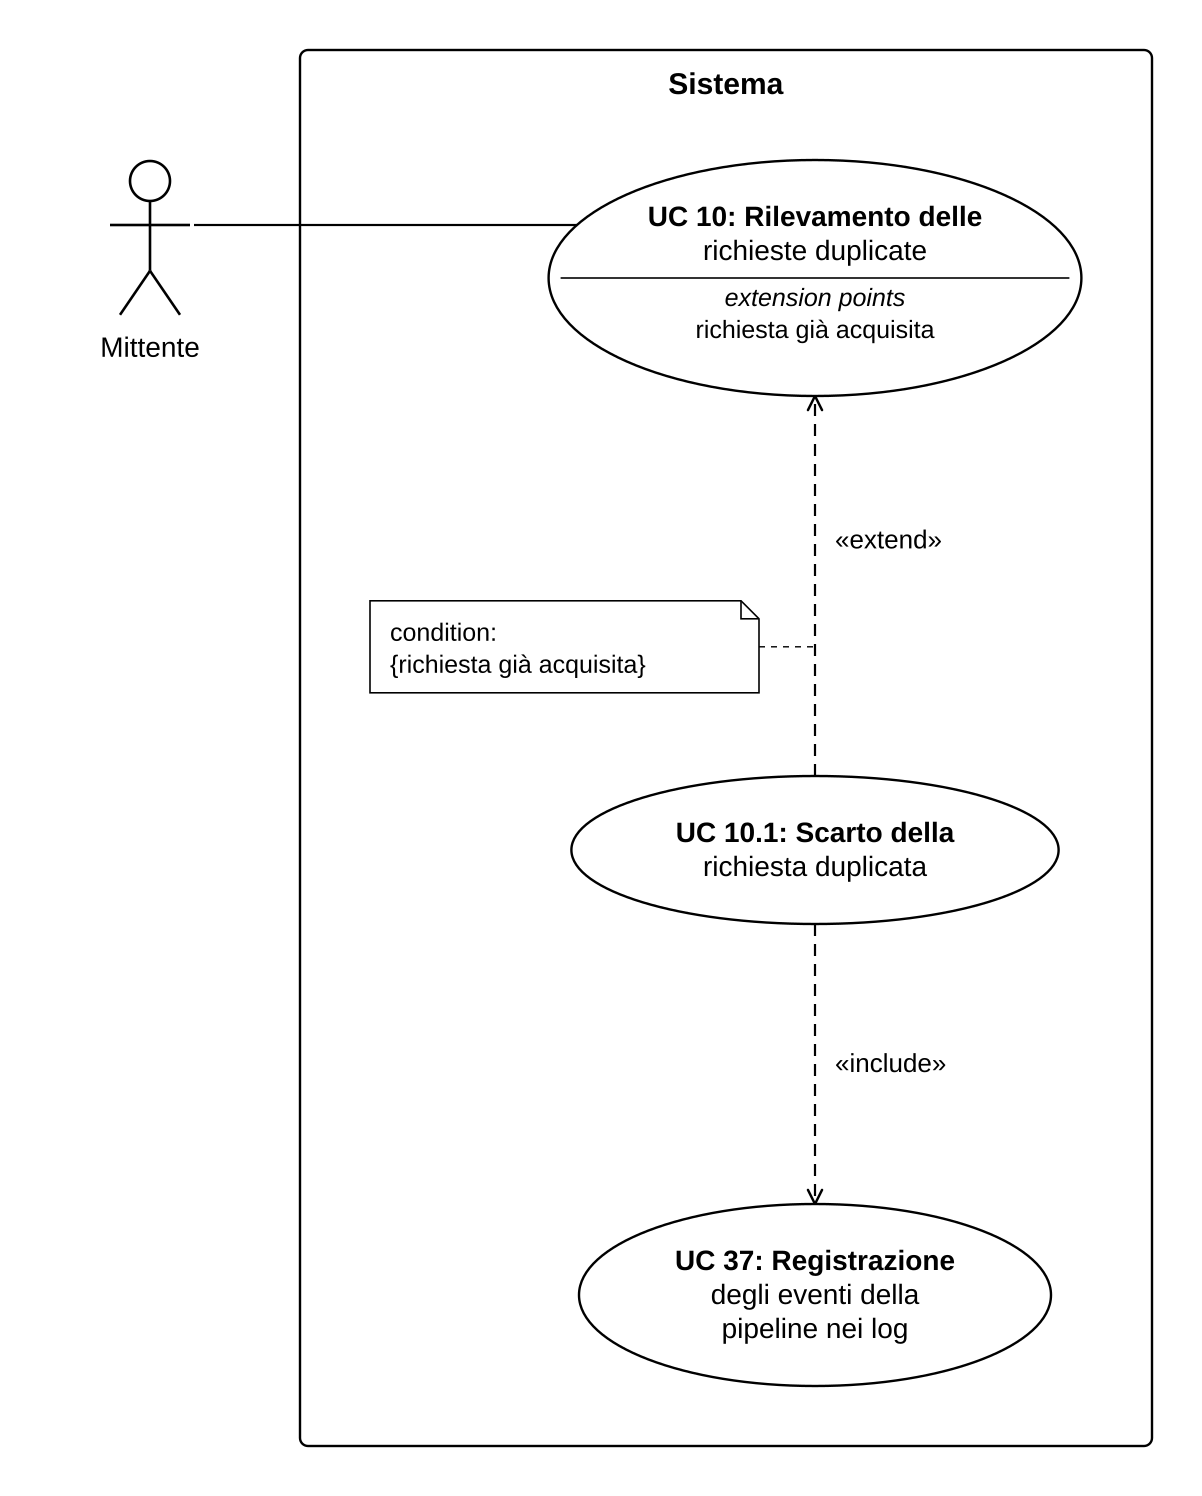 Sistema
UC 10: Rilevamento delle
richieste duplicate
extension points
richiesta già acquisita
Mittente
«extend»
condition:
{richiesta già acquisita}
UC 10.1: Scarto della
richiesta duplicata
«include»
UC 37: Registrazione
degli eventi della
pipeline nei log